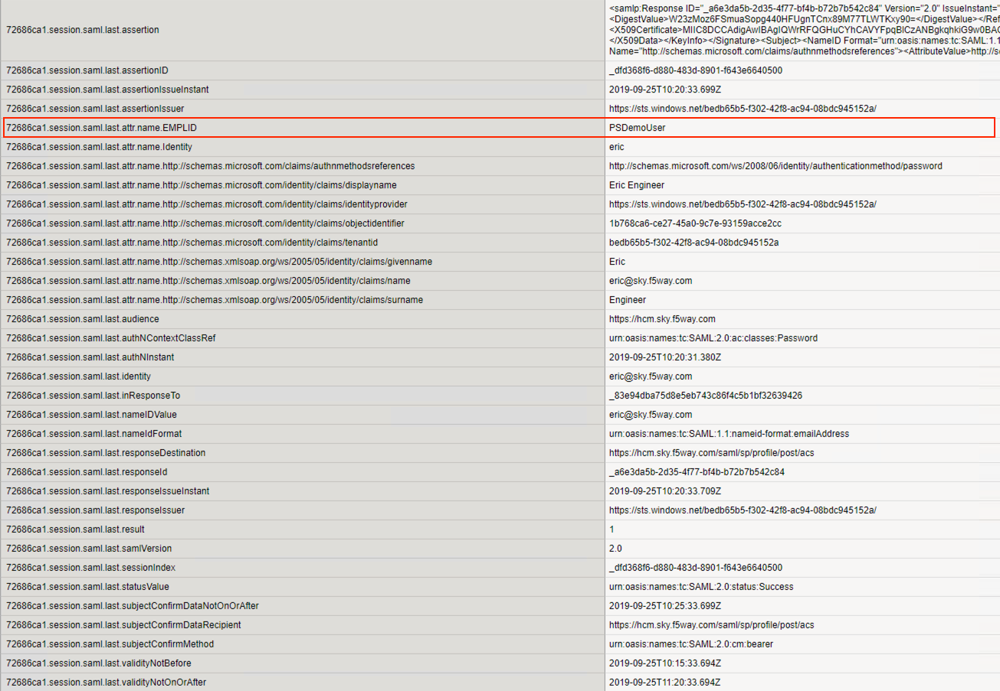 <samlp:Response ID="_a6e3da5b-2d35-4f77-bf4b-b72b7b542c84" Version="2.0" IssueInstant="
<DigestValue>W23zMoz6FSmuaSopg440HFUgnTCnx89M77TLWTKxy90=</DigestValue></Ref
72686ca1.session.saml.last.assertion
<X509Certificate>MIIC8DCCAdigAwIBAgIQWrRFQGHuCYhCAVYFpqBlCzANBgkqhkiG9w0BAQ
</X509Data></KeyInfo></Signature><Subject><NameID Format="urn:oasis:names:tc:SAML:1.1
Name="http://schemas.microsoft.com/claims/authnmethodsreferences"><AttributeValue>http://s
72686ca1.session.saml.last.assertionID _dfd368f6-d880-483d-8901-f643e6640500
72686ca1.session.saml.last.assertionIssueInstant 2019-09-25T10:20:33.699Z
72686ca1.session.saml.last.assertionIssuer https://sts.windows.net/bedb65b5-f302-42f8-ac94-08bdc945152a/
72686ca1.session.saml.last.attr.name.EMPLID PSDemoUser
72686ca1.session.saml.last.attr.name.Identity eric
72686ca1.session.saml.last.attr.name.http://schemas.microsoft.com/claims/authnmethodsreferences http://schemas.microsoft.com/ws/2008/06/identity/authenticationmethod/password
72686ca1.session.saml.last.attr.name.http://schemas.microsoft.com/identity/claims/displayname Eric Engineer
72686ca1.session.saml.last.attr.name.http://schemas.microsoft.com/identity/claims/identityprovider https://sts.windows.net/bedb65b5-f302-42f8-ac94-08bdc945152a/
72686ca1.session.saml.last.attr.name.http://schemas.microsoft.com/identity/claims/objectidentifier 1b768ca6-ce27-45a0-9c7e-93159acce2cc
72686ca1.session.saml.last.attr.name.http://schemas.microsoft.com/identity/claims/tenantid bedb65b5-f302-42f8-ac94-08bdc945152a
72686ca1.session.saml.last.attr.name.http://schemas.xmlsoap.org/ws/2005/05/identity/claims/givenname Eric
72686ca1.session.saml.last.attr.name.http://schemas.xmlsoap.org/ws/2005/05/identity/claims/name eric@sky.f5way.com
72686ca1.session.saml.last.attr.name.http://schemas.xmlsoap.org/ws/2005/05/identity/claims/surname Engineer
72686ca1.session.saml.last.audience https://hcm.sky.f5way.com
72686ca1.session.saml.last.authNContextClassRef urn:oasis:names:tc:SAML:2.0:ac:classes:Password
72686ca1.session.saml.last.authNInstant 2019-09-25T10:20:31.380Z
72686ca1.session.saml.last.identity eric@sky.f5way.com
72686ca1.session.saml.last.inResponseTo _83e94dba75d8e5eb743c86f4c5b1bf32639426
72686ca1.session.saml.last.nameIDValue eric@sky.f5way.com
72686ca1.session.saml.last.nameIdFormat urn:oasis:names:tc:SAML:1.1:nameid-format:emailAddress
72686ca1.session.saml.last.responseDestination https://hcm.sky.f5way.com/saml/sp/profile/post/acs
72686ca1.session.saml.last.responseId _a6e3da5b-2d35-4f77-bf4b-b72b7b542c84
72686ca1.session.saml.last.responseIssueInstant 2019-09-25T10:20:33.709Z
72686ca1.session.saml.last.responseIssuer https://sts.windows.net/bedb65b5-f302-42f8-ac94-08bdc945152a/
72686ca1.session.saml.last.result 1
72686ca1.session.saml.last.samlVersion 2.0
72686ca1.session.saml.last.sessionIndex _dfd368f6-d880-483d-8901-f643e6640500
72686ca1.session.saml.last.statusValue urn:oasis:names:tc:SAML:2.0:status:Success
72686ca1.session.saml.last.subjectConfirmDataNotOnOrAfter 2019-09-25T10:25:33.699Z
72686ca1.session.saml.last.subjectConfirmDataRecipient https://hcm.sky.f5way.com/saml/sp/profile/post/acs
72686ca1.session.saml.last.subjectConfirmMethod urn:oasis:names:tc:SAML:2.0:cm:bearer
72686ca1.session.saml.last.validityNotBefore 2019-09-25T10:15:33.694Z
72686ca1.session.saml.last.validityNotOnOrAfter 2019-09-25T11:20:33.694Z